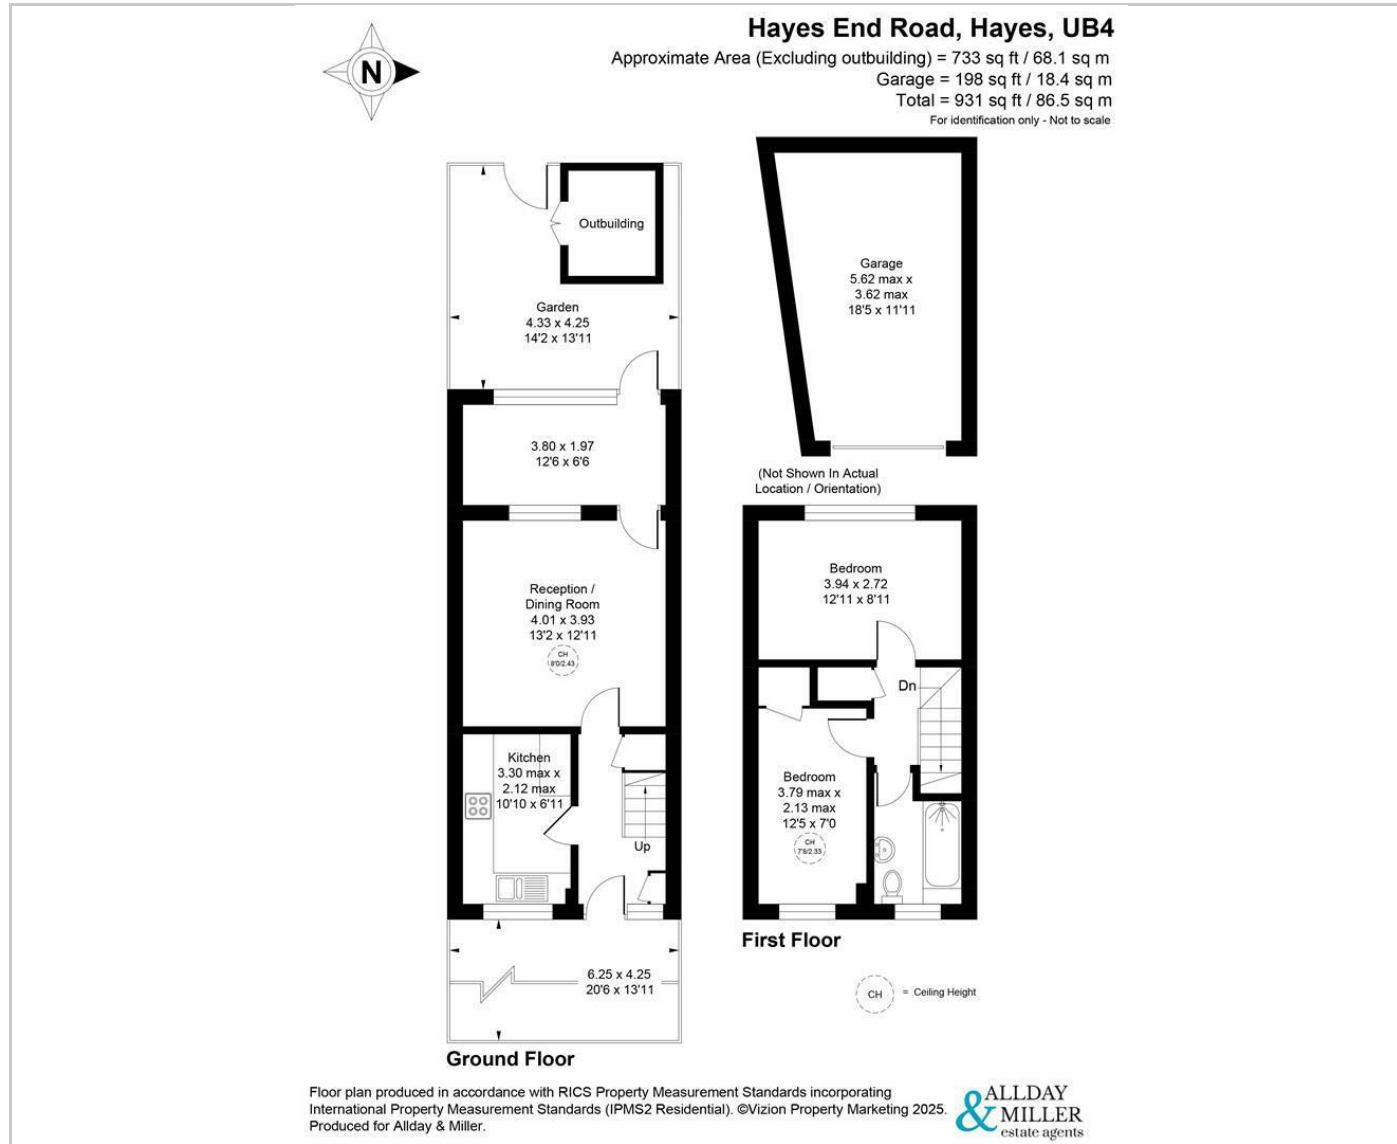 Hayes End Road, Hayes, UB4
Approximate Area (Excluding outbuilding) = 733 sq ft / 68.1 sq m
Garage = 198 sq ft / 18.4 sq m
Total = 931 sq ft / 86.5 sq m
For identification only - Not to scale
N
Outbuilding
Garden
4.33 x 4.25
14'2 x 13'11
3.80 x 1.97
12'6 x 6'6
Reception /
Dining Room
4.01 x 3.93
13'2 x 12'11
CH
8'0/2.43
Kitchen
3.30 max x
2.12 max
10'10 x 6'11
Up
6.25 x 4.25
20'6 x 13'11
Ground Floor
Garage
5.62 max x
3.62 max
18'5 x 11'11
(Not Shown In Actual
Location / Orientation)
Bedroom
3.94 x 2.72
12'11 x 8'11
Dn
Bedroom
3.79 max x
2.13 max
12'5 x 7'0
CH
7'8/2.33
First Floor
CH = Ceiling Height
Floor plan produced in accordance with RICS Property Measurement Standards incorporating
International Property Measurement Standards (IPMS2 Residential). ©Vizion Property Marketing 2025.
Produced for Allday & Miller.
ALLDAY
& MILLER
estate agents